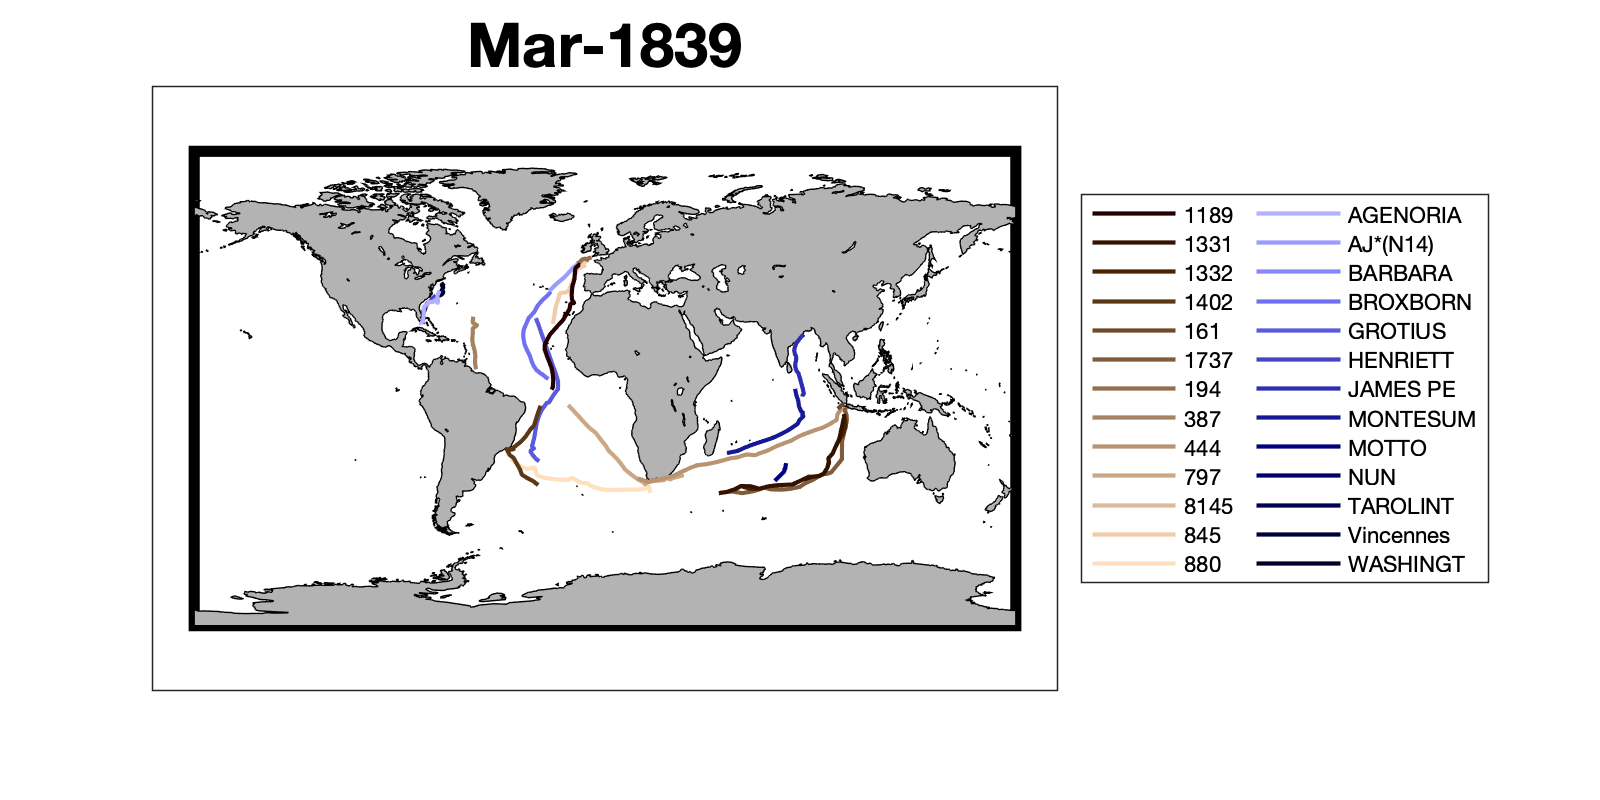 Mar-1839
1189 AGENORIA
1331 AJ*(N14)
1332 BARBARA
1402 BROXBORN
161 GROTIUS
1737 HENRIETT
194 JAMES PE
387 MONTESUM
444 MOTTO
797 NUN
8145 TAROLINT
845 Vincennes
880 WASHINGT